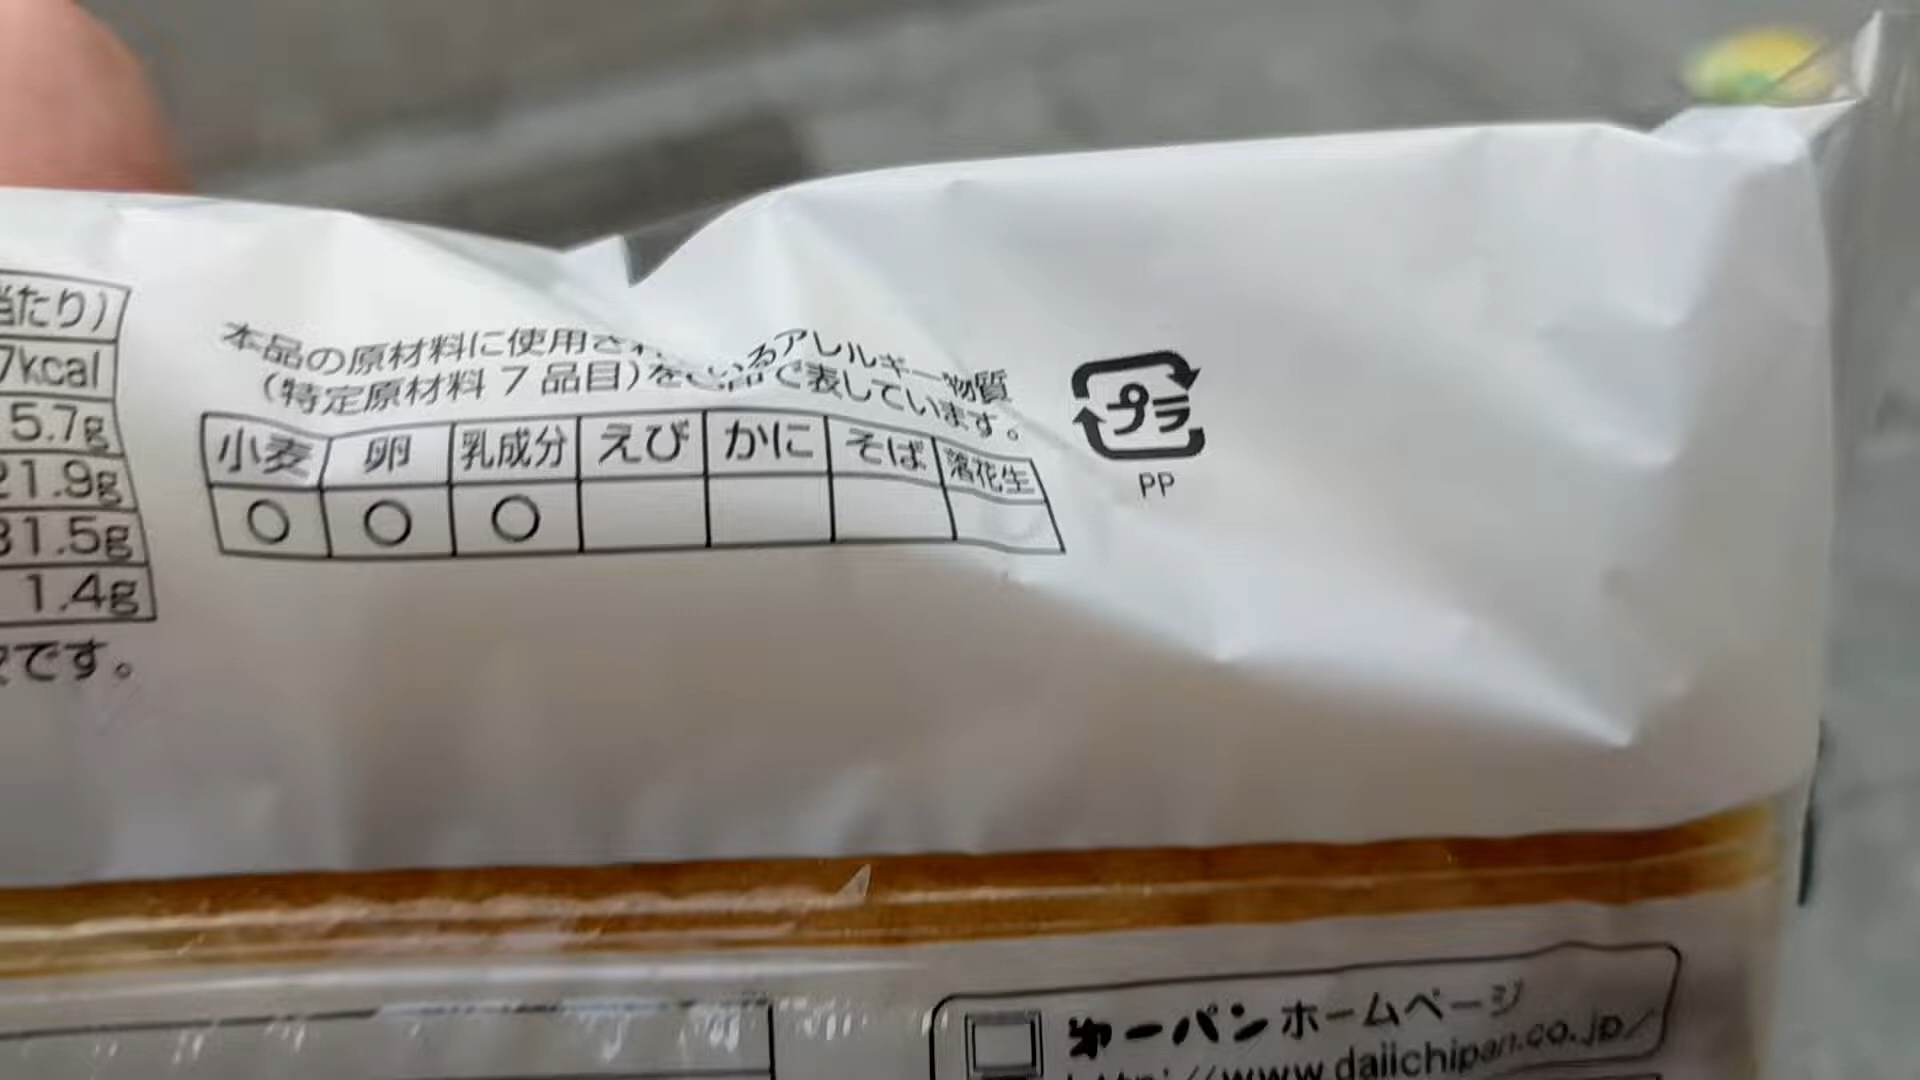 当たり)
7kcal
5.7g
21.9g
31.5g
1.4g
です。
本品の原材料に使用さ るアレルギー物質
(特定原材料7品目)を で表しています。
小麦 卵 乳成分 えび かに そば 落花生
○ ○ ○
プラ
PP
第一パン ホームページ
http://www.daiichipan.co.jp/